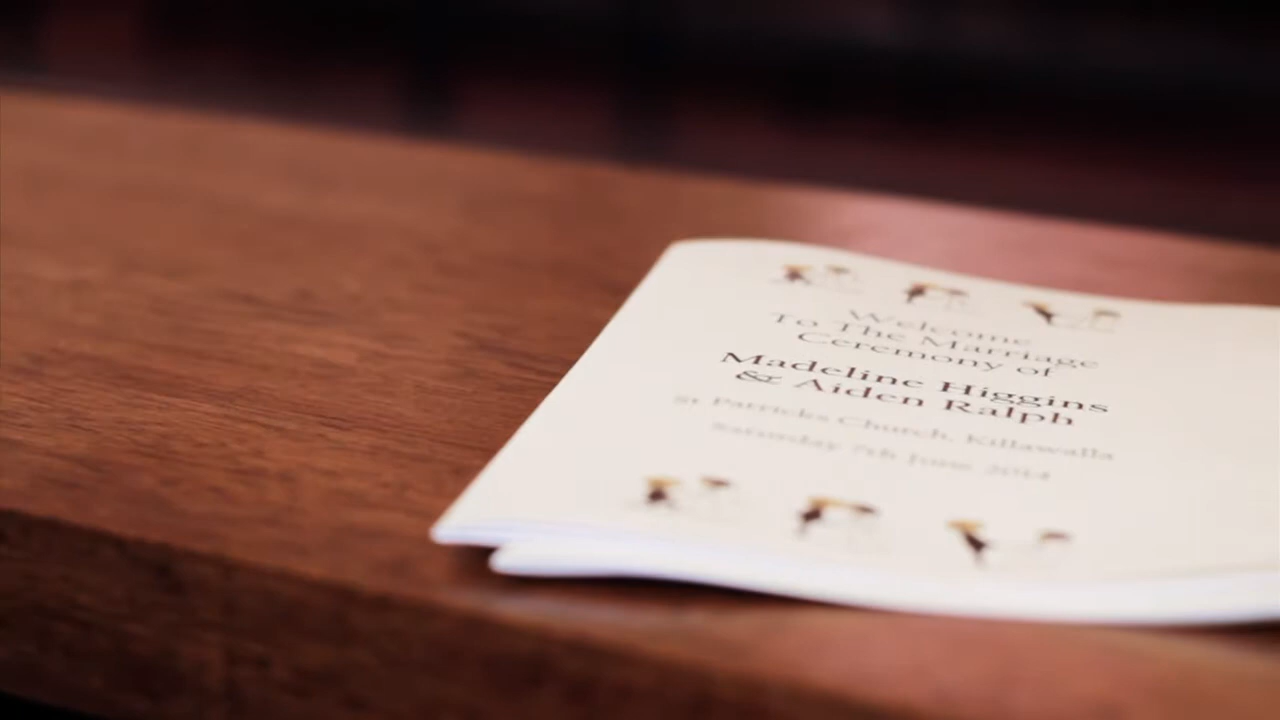 Welcome
To The Marriage
Ceremony of
Madeline Higgins
& Aiden Ralph
St Patricks Church, Killawalla
Saturday 7th June 2014